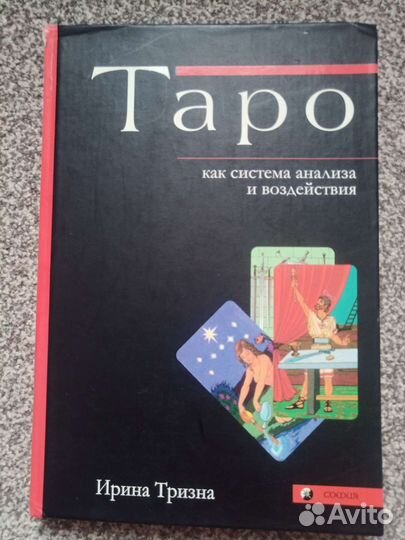 Таро
как система анализа
и воздействия
Ирина Тризна
СОФИЯ
Avito